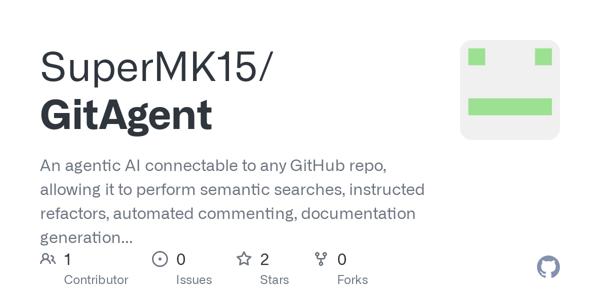 SuperMK15/
GitAgent
An agentic AI connectable to any GitHub repo,
allowing it to perform semantic searches, instructed
refactors, automated commenting, documentation
generation...
1 0 2 0
Contributor Issues Stars Forks